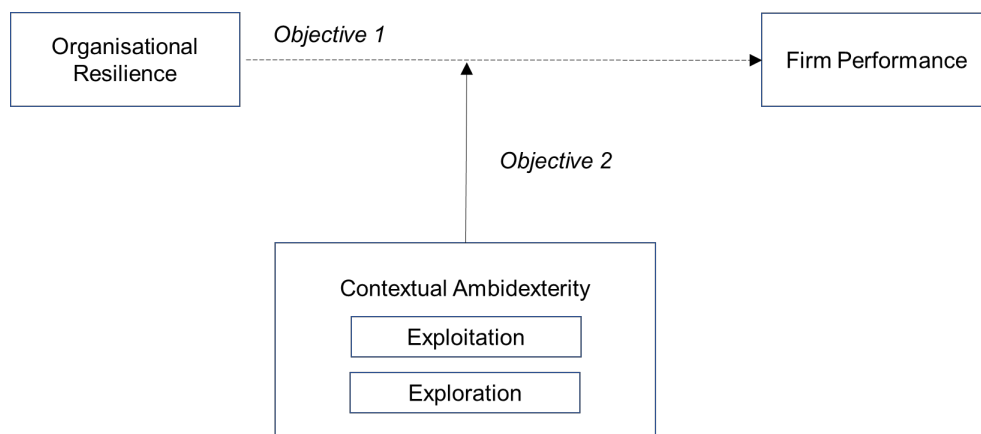 Objective 1
Organisational
Resilience
Firm Performance
Objective 2
Contextual Ambidexterity
Exploitation
Exploration